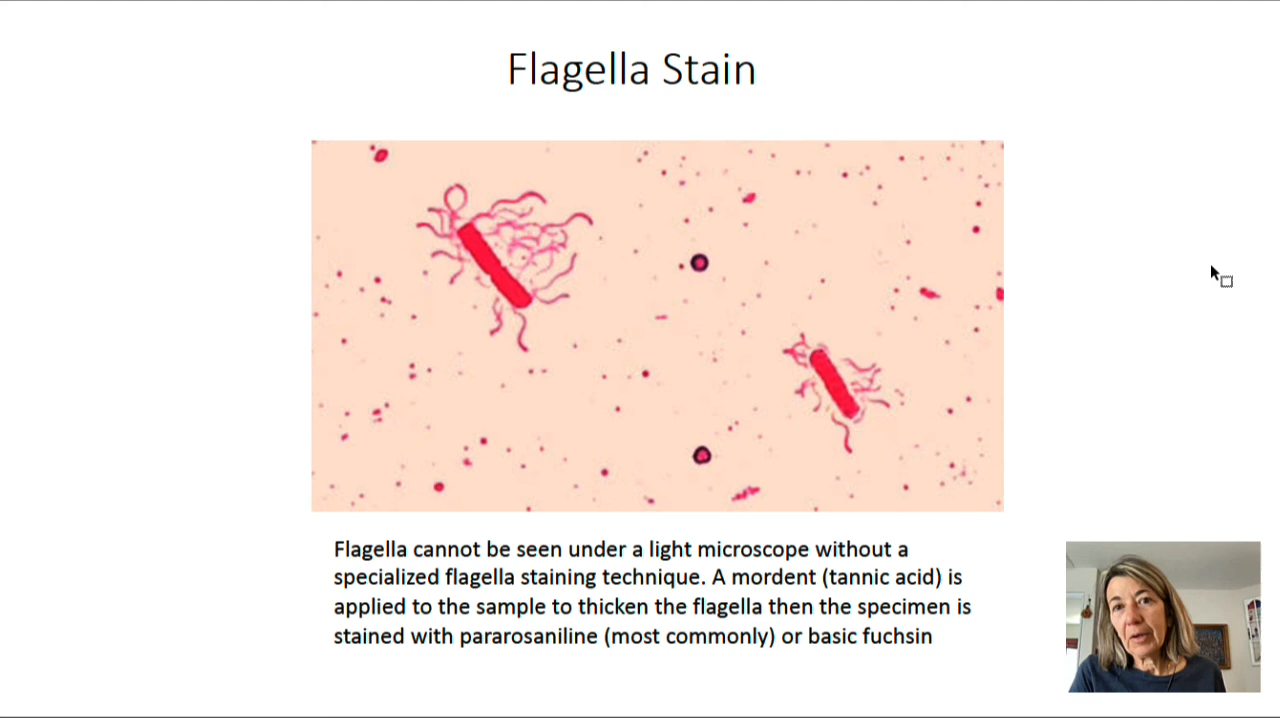 Flagella Stain
Flagella cannot be seen under a light microscope without a
specialized flagella staining technique. A mordent (tannic acid) is
applied to the sample to thicken the flagella then the specimen is
stained with pararosaniline (most commonly) or basic fuchsin